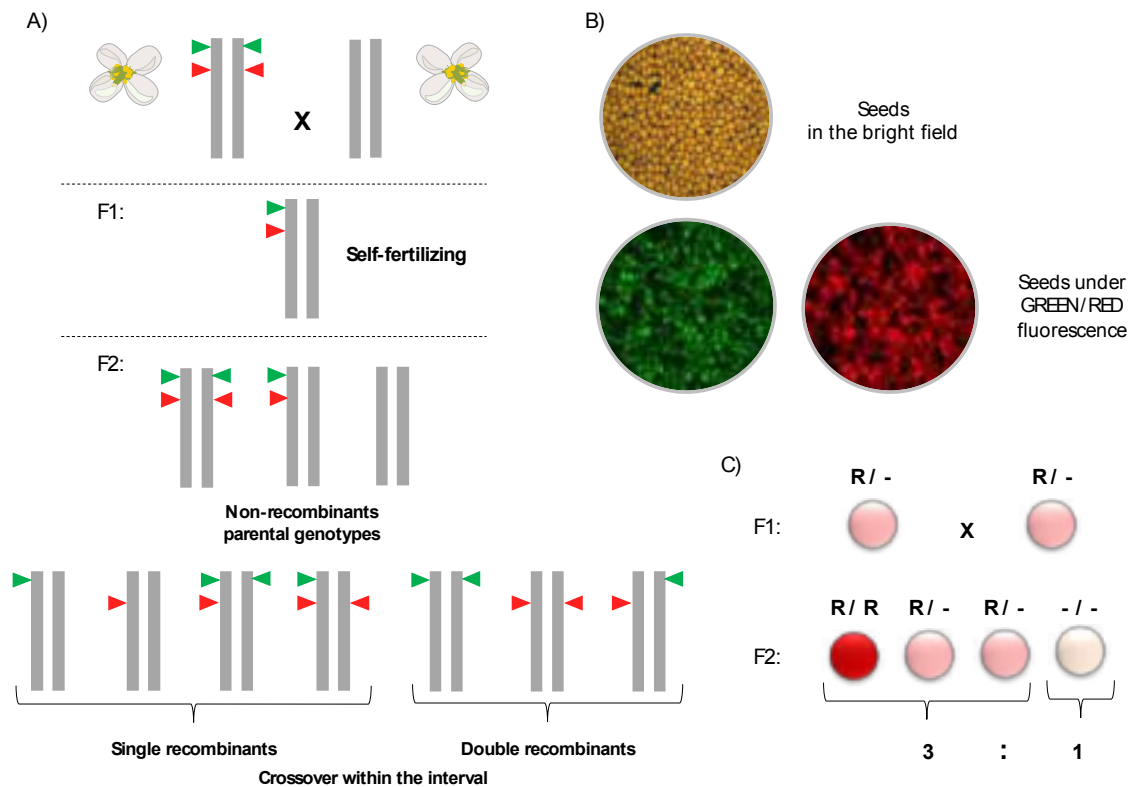 A)
X
F1:
Self-fertilizing
F2:
Non-recombinants
parental genotypes
Single recombinants
Double recombinants
Crossover within the interval
B)
Seeds
in the bright field
Seeds under
GREEN/RED
fluorescence
C)
R / - R / -
F1:
X
R / R R / - R / - - / -
F2:
3 : 1